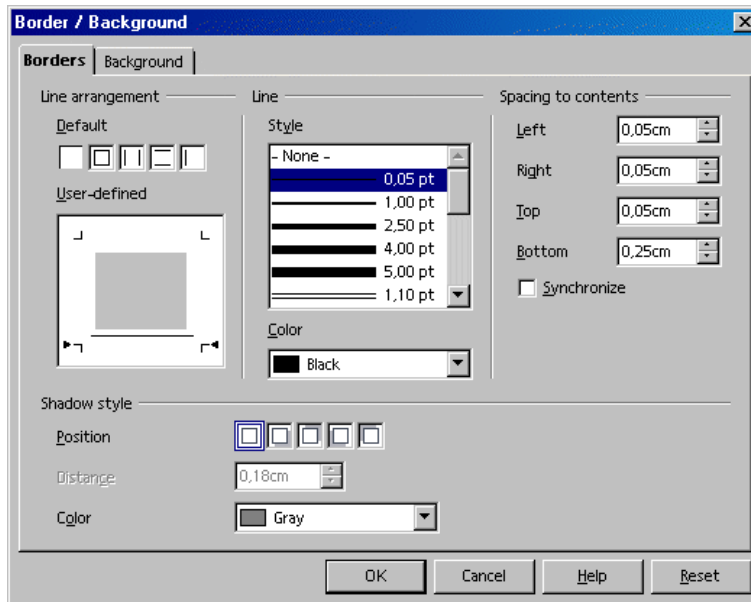 Border / Background
Borders
Background
Line arrangement
Default
User-defined
Line
Style
- None -
0,05 pt
1,00 pt
2,50 pt
4,00 pt
5,00 pt
1,10 pt
Color
Black
Spacing to contents
Left
0,05cm
Right
0,05cm
Top
0,05cm
Bottom
0,25cm
Synchronize
Shadow style
Position
Distance
0,18cm
Color
Gray
OK
Cancel
Help
Reset